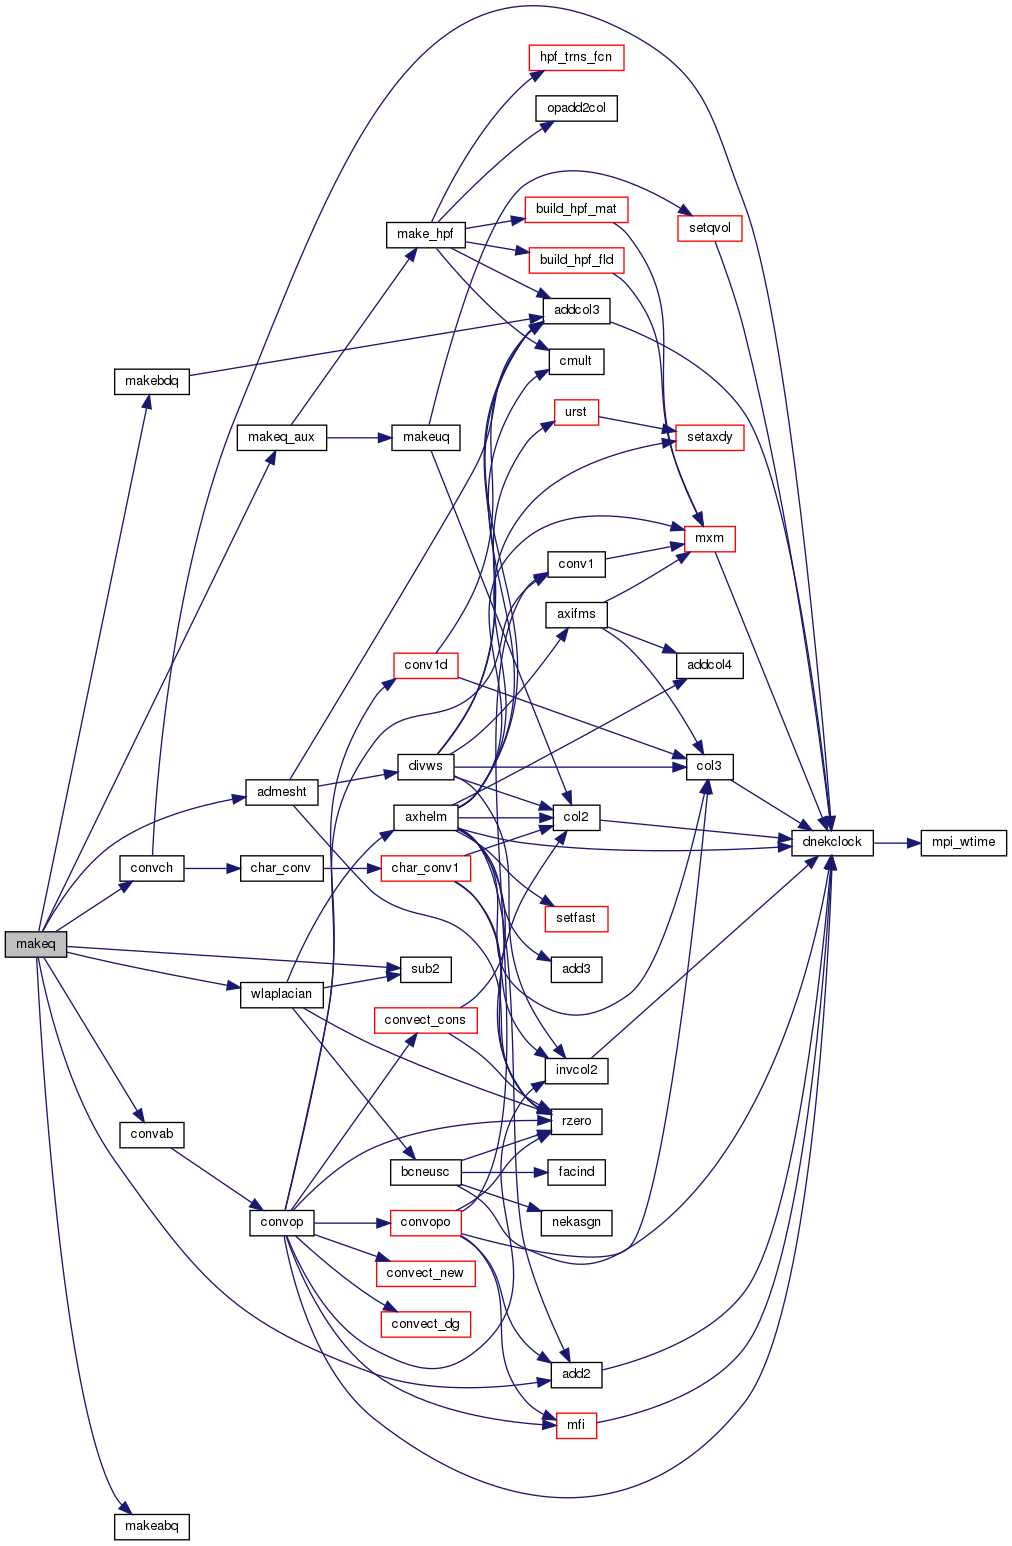 hpf_trns_fcn
opadd2col
build_hpf_mat
setqvol
make_hpf
build_hpf_fld
addcol3
cmult
makebdq
urst
makeq_aux
makeuq
setaxdy
mxm
conv1
axifms
conv1d
addcol4
divws
col3
admesht
axhelm
col2
dnekclock
mpi_wtime
convch
char_conv
char_conv1
setfast
makeq
sub2
add3
wlaplacian
convect_cons
invcol2
rzero
convab
bcneusc
facind
convop
convopo
nekasgn
convect_new
convect_dg
add2
mfi
makeabq